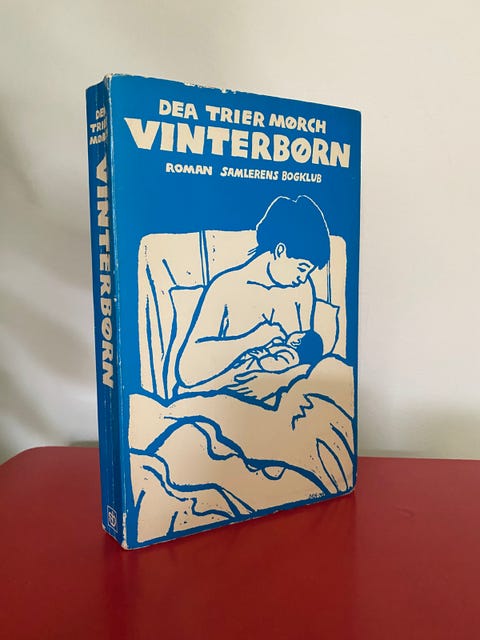 DEA TRIER MØRCH
VINTERBØRN
ROMAN SAMLERENS BOGKLUB
DEA
TRIER
MØRCH
VINTERBØRN